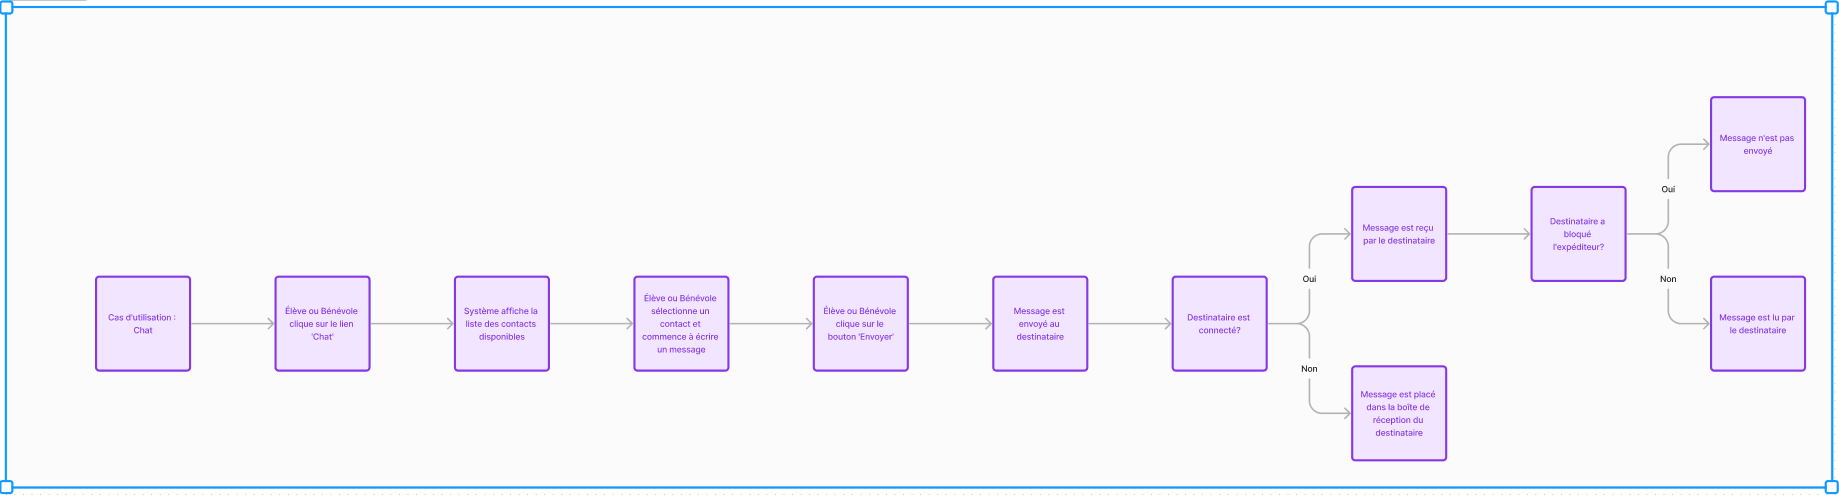 Cas d'utilisation :
Chat
Élève ou Bénévole
clique sur le lien
'Chat'
Système affiche la
liste des contacts
disponibles
Élève ou Bénévole
sélectionne un
contact et
commence à écrire
un message
Élève ou Bénévole
clique sur le
bouton 'Envoyer'
Message est
envoyé au
destinataire
Destinataire est
connecté?
Oui
Message est reçu
par le destinataire
Destinataire a
bloqué
l'expéditeur?
Oui
Message n'est pas
envoyé
Non
Message est lu par
le destinataire
Non
Message est placé
dans la boîte de
réception du
destinataire